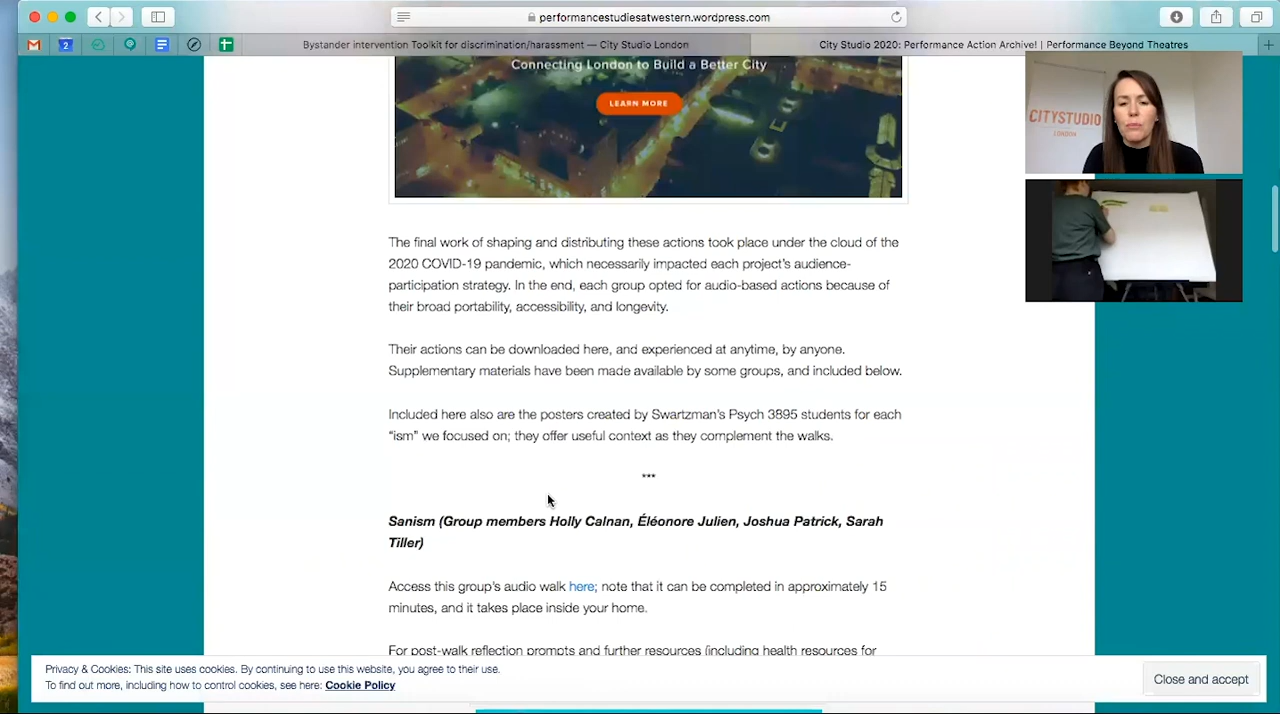 performancestudiesatwestern.wordpress.com
2
Bystander intervention Toolkit for discrimination/harassment — City Studio London
City Studio 2020: Performance Action Archive! | Performance Beyond Theatres
Connecting London to Build a Better City
LEARN MORE
CITYSTUDIO
LONDON
The final work of shaping and distributing these actions took place under the cloud of the
2020 COVID-19 pandemic, which necessarily impacted each project's audience-
participation strategy. In the end, each group opted for audio-based actions because of
their broad portability, accessibility, and longevity.
Their actions can be downloaded here, and experienced at anytime, by anyone.
Supplementary materials have been made available by some groups, and included below.
Included here also are the posters created by Swartzman's Psych 3895 students for each
“ism” we focused on; they offer useful context as they complement the walks.
***
Sanism (Group members Holly Calnan, Éléonore Julien, Joshua Patrick, Sarah
Tiller)
Access this group's audio walk here; note that it can be completed in approximately 15
minutes, and it takes place inside your home.
For post-walk reflection prompts and further resources (including health resources for
Privacy & Cookies: This site uses cookies. By continuing to use this website, you agree to their use.
To find out more, including how to control cookies, see here: Cookie Policy
Close and accept